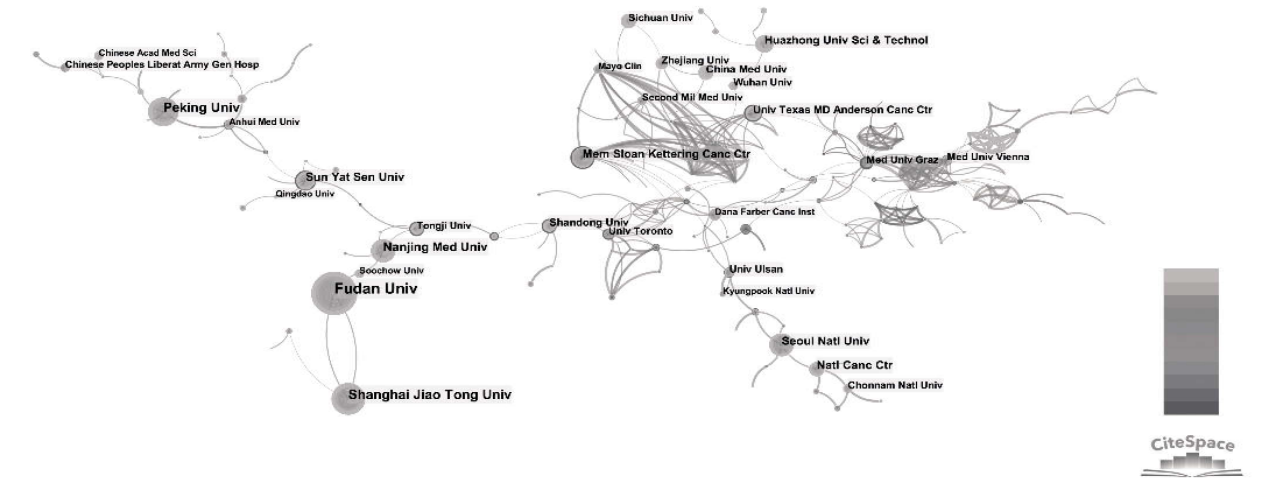 Sichuan Univ
Huazhong Univ Sci & Technol
Chinese Acad Med Sci
Chinese Peoples Liberat Army Gen Hosp
Mayo Clin
Zhejiang Univ
China Med Univ
Wuhan Univ
Second Mil Med Univ
Peking Univ
Univ Texas MD Anderson Canc Ctr
Anhui Med Univ
Mem Sloan Kettering Canc Ctr
Med Univ Graz
Med Univ Vienna
Sun Yat Sen Univ
Qingdao Univ
Dana Farber Canc Inst
Tongji Univ
Shandong Univ
Univ Toronto
Nanjing Med Univ
Soochow Univ
Univ Ulsan
Fudan Univ
Kyungpook Natl Univ
Seoul Natl Univ
Natl Canc Ctr
Chonnam Natl Univ
Shanghai Jiao Tong Univ
CiteSpace